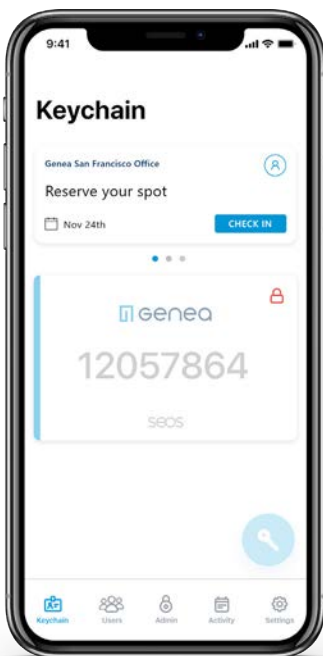 9:41
Keychain
Genea San Francisco Office
Reserve your spot
Nov 24th
CHECK IN
Genea
12057864
seos
Keychain
Users
Admin
Activity
Settings